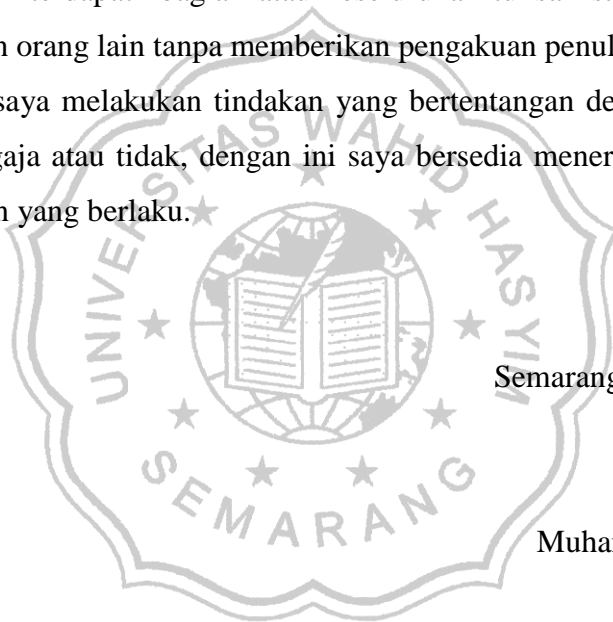 n orang lain tanpa memberikan pengakuan penul
saya melakukan tindakan yang bertentangan de
gaja atau tidak, dengan ini saya bersedia mener
n yang berlaku.
UNIVERSITAS WAHID HASYIM
SEMARANG
Semarang
Muha